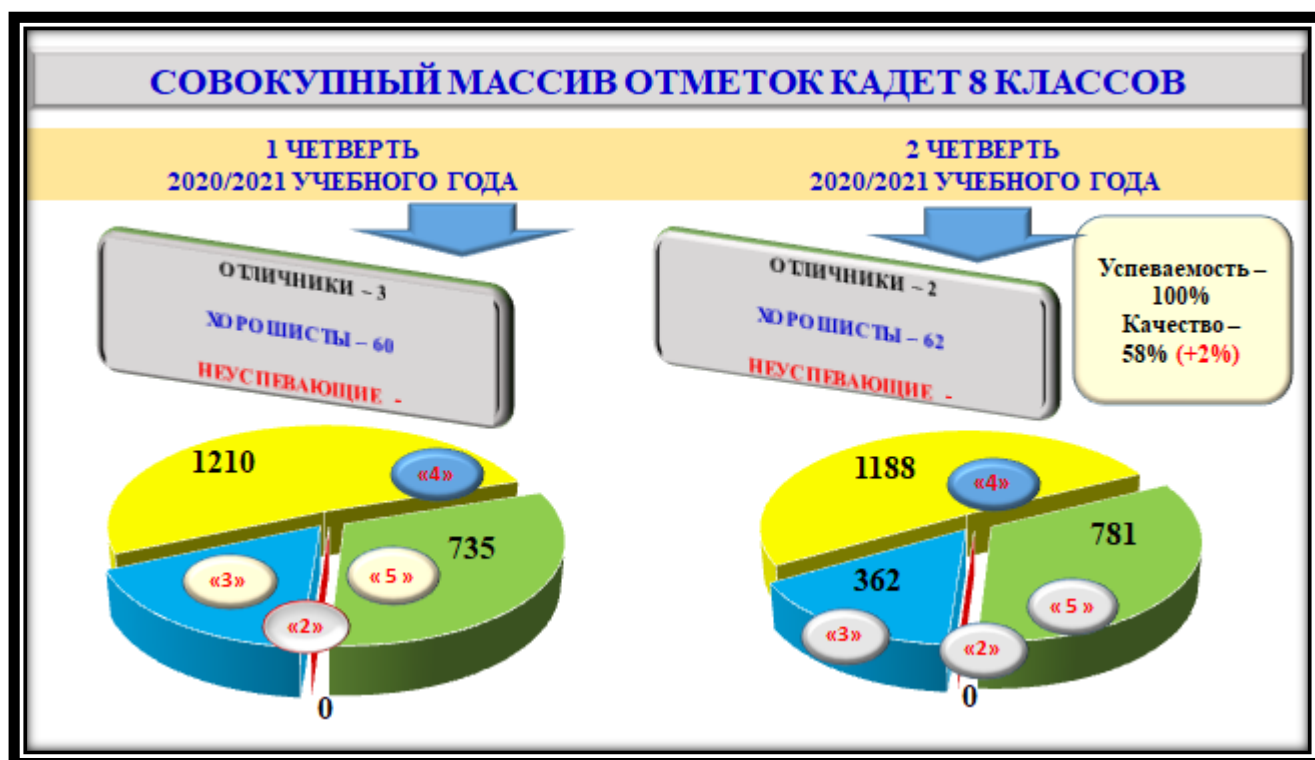 СОВОКУПНЫЙ МАССИВ ОТМЕТОК КАДЕТ 8 КЛАССОВ
1 ЧЕТВЕРТЬ
2020/2021 УЧЕБНОГО ГОДА
ОТЛИЧНИКИ – 3
ХОРОШИСТЫ – 60
НЕУСПЕВАЮЩИЕ -
1210
«4»
735
«3»
« 5 »
«2»
0
2 ЧЕТВЕРТЬ
2020/2021 УЧЕБНОГО ГОДА
ОТЛИЧНИКИ – 2
ХОРОШИСТЫ – 62
НЕУСПЕВАЮЩИЕ -
Успеваемость –
100%
Качество –
58% (+2%)
1188
«4»
781
362
« 5 »
«3»
«2»
0